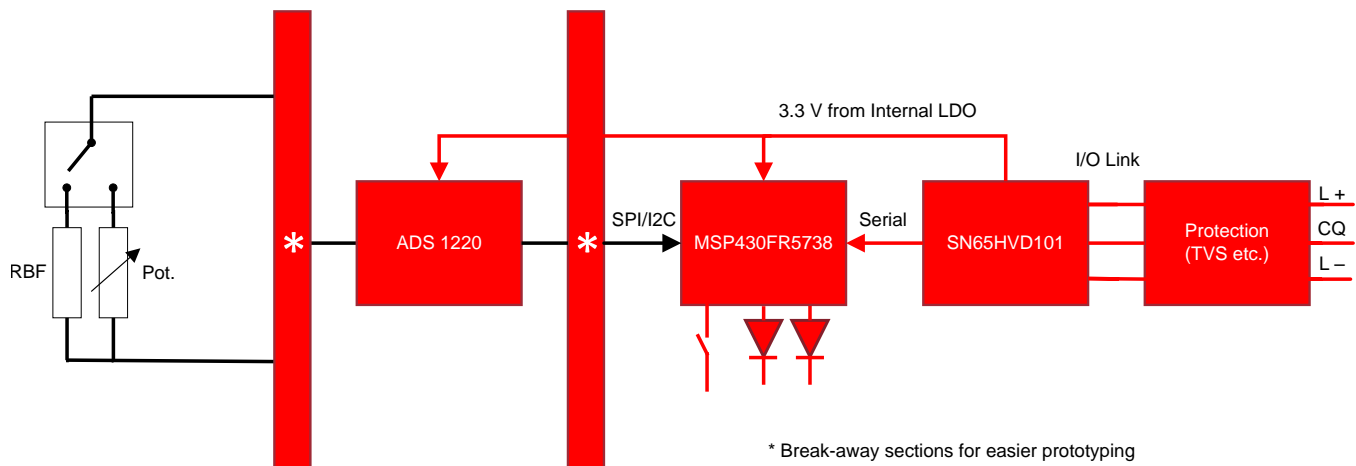 3.3 V from Internal LDO
I/O Link
L +
SPI/I2C
Serial
CQ
*
ADS 1220
*
MSP430FR5738
SN65HVD101
Protection
(TVS etc.)
L –
RBF
Pot.
* Break-away sections for easier prototyping